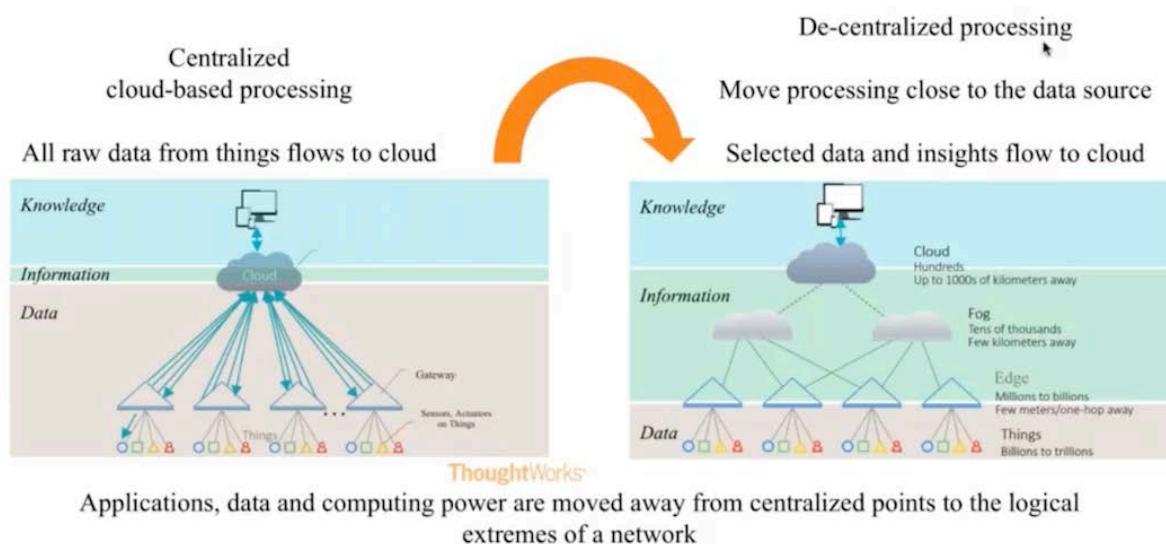 Centralized
cloud-based processing
All raw data from things flows to cloud
Knowledge
Cloud
Information
Data
Gateway
Sensors, Actuators
on Things
Things
De-centralized processing
Move processing close to the data source
Selected data and insights flow to cloud
Knowledge
Cloud
Hundreds
Up to 1000s of kilometers away
Information
Fog
Tens of thousands
Few kilometers away
Edge
Millions to billions
Few meters/one-hop away
Data
Things
Billions to trillions
ThoughtWorks®
Applications, data and computing power are moved away from centralized points to the logical
extremes of a network